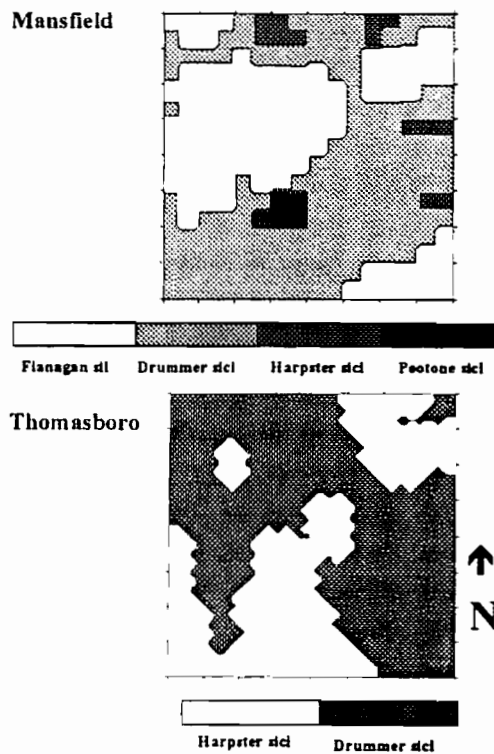 Mansfield
Flanagan sil Drummer sicl Harpster sicl Peotone sicl
Thomasboro
N
Harpster sicl Drummer sicl